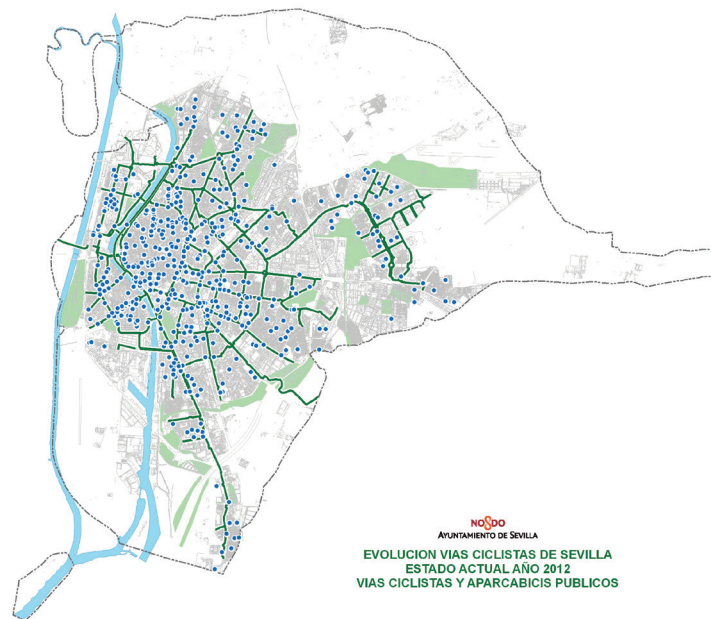 NO8DO
AYUNTAMIENTO DE SEVILLA
EVOLUCION VIAS CICLISTAS DE SEVILLA
ESTADO ACTUAL AÑO 2012
VIAS CICLISTAS Y APARCABICIS PUBLICOS